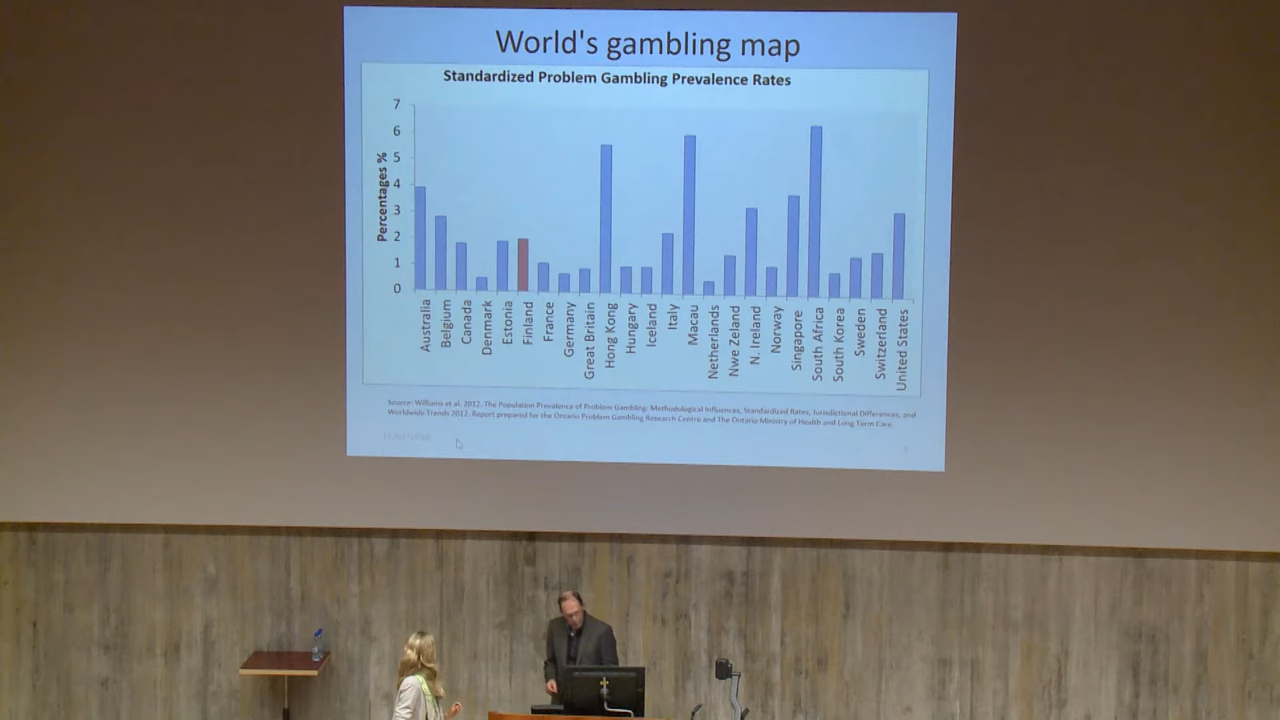 World's gambling map
Standardized Problem Gambling Prevalence Rates
Percentages %
7
6
5
4
3
2
1
0
Australia
Belgium
Canada
Denmark
Estonia
Finland
France
Germany
Great Britain
Hong Kong
Hungary
Iceland
Italy
Macau
Netherlands
Nwe Zeland
N. Ireland
Norway
Singapore
South Africa
South Korea
Sweden
Switzerland
United States
Source: Williams et al. 2012. The Population Prevalence of Problem Gambling: Methodological Influences, Standardized Rates, Jurisdictional Differences, and
Worldwide Trends 2012. Report prepared for the Ontario Problem Gambling Research Centre and The Ontario Ministry of Health and Long Term Care.